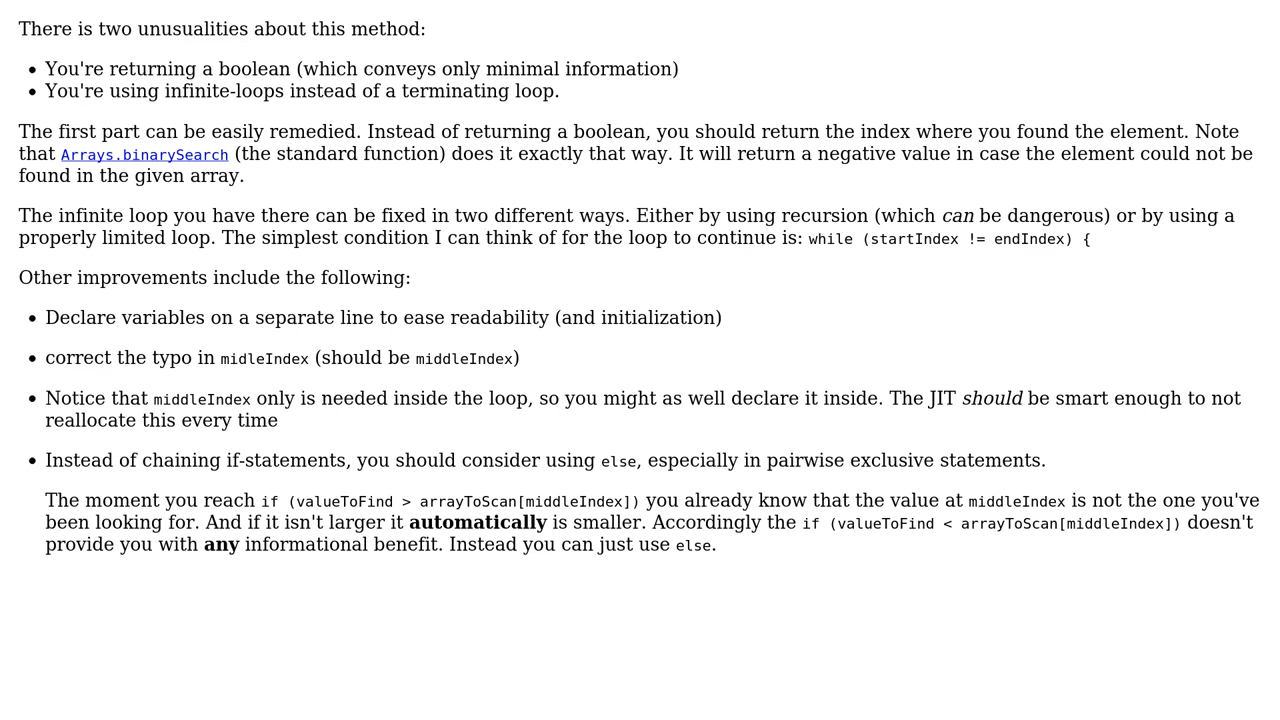 There is two unusualities about this method:
• You're returning a boolean (which conveys only minimal information)
• You're using infinite-loops instead of a terminating loop.
The first part can be easily remedied. Instead of returning a boolean, you should return the index where you found the element. Note
that Arrays.binarySearch (the standard function) does it exactly that way. It will return a negative value in case the element could not be
found in the given array.
The infinite loop you have there can be fixed in two different ways. Either by using recursion (which can be dangerous) or by using a
properly limited loop. The simplest condition I can think of for the loop to continue is: while (startIndex != endIndex) {
Other improvements include the following:
• Declare variables on a separate line to ease readability (and initialization)
• correct the typo in midleIndex (should be middleIndex)
• Notice that middleIndex only is needed inside the loop, so you might as well declare it inside. The JIT should be smart enough to not
reallocate this every time
• Instead of chaining if-statements, you should consider using else, especially in pairwise exclusive statements.
The moment you reach if (valueToFind > arrayToScan[middleIndex]) you already know that the value at middleIndex is not the one you've
been looking for. And if it isn't larger it automatically is smaller. Accordingly the if (valueToFind < arrayToScan[middleIndex]) doesn't
provide you with any informational benefit. Instead you can just use else.